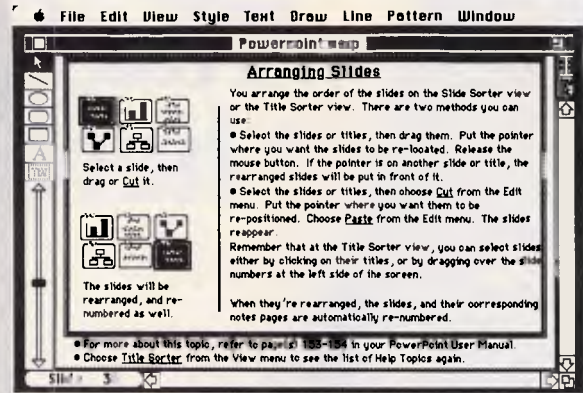 File Edit View Style Text Draw Line Pattern Window
Arranging Slides
You arrange the order of the slides on the Slide Sorter view
or the Title Sorter view. There are two methods you can
use:
● Select the slides or titles, then drag them. Put the pointer
where you want the slides to be re-located. Release the
mouse button. If the pointer is on another slide or title, the
rearranged slides will be put in front of it.
● Select the slides or titles, then choose Cut from the Edit
menu. Put the pointer where you want them to be
re-positioned. Choose Paste from the Edit menu. The slides
reappear.
Remember that at the Title Sorter view, you can select slides
either by clicking on their titles, or by dragging over the slide
numbers at the left side of the screen.
When they're rearranged, the slides, and their corresponding
notes pages are automatically re-numbered.
Select a slide, then
drag or Cut it.
The slides will be
rearranged, and re-
numbered as well.
● For more about this topic, refer to 153-154 in your PowerPoint User Manual.
● Choose Title Sorter from the View menu to see the list of Help Topics again.
Slide 3
A